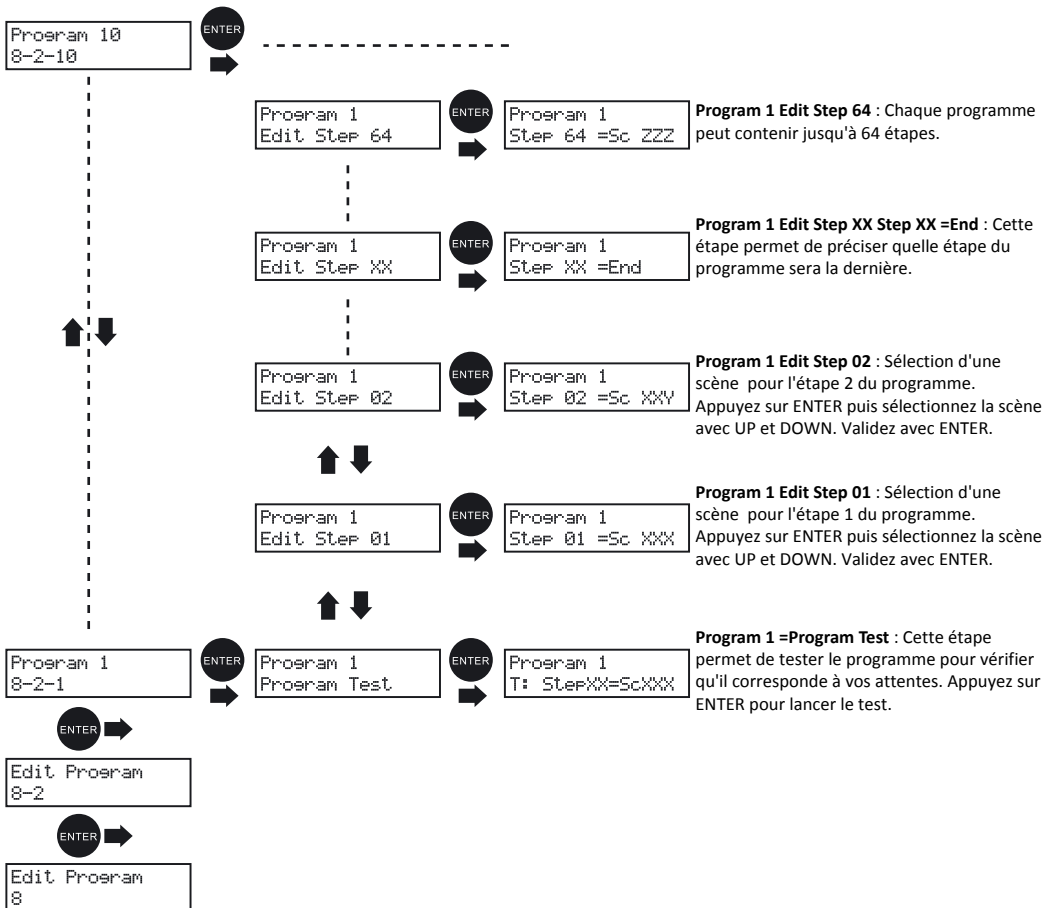 Program 10
8-2-10
ENTER
Program 1
Edit Step 64
ENTER
Program 1
Step 64 =Sc ZZZ
Program 1 Edit Step 64 : Chaque programme
peut contenir jusqu'à 64 étapes.
Program 1
Edit Step XX
ENTER
Program 1
Step XX =End
Program 1 Edit Step XX Step XX =End : Cette
étape permet de préciser quelle étape du
programme sera la dernière.
Program 1
Edit Step 02
ENTER
Program 1
Step 02 =Sc XXY
Program 1 Edit Step 02 : Sélection d'une
scène pour l'étape 2 du programme.
Appuyez sur ENTER puis sélectionnez la scène
avec UP et DOWN. Validez avec ENTER.
Program 1
Edit Step 01
ENTER
Program 1
Step 01 =Sc XXX
Program 1 Edit Step 01 : Sélection d'une
scène pour l'étape 1 du programme.
Appuyez sur ENTER puis sélectionnez la scène
avec UP et DOWN. Validez avec ENTER.
Program 1
8-2-1
ENTER
Program 1
Program Test
ENTER
Program 1
T: StepXX=ScXXX
Program 1 =Program Test : Cette étape
permet de tester le programme pour vérifier
qu'il corresponde à vos attentes. Appuyez sur
ENTER pour lancer le test.
ENTER
Edit Program
8-2
ENTER
Edit Program
8